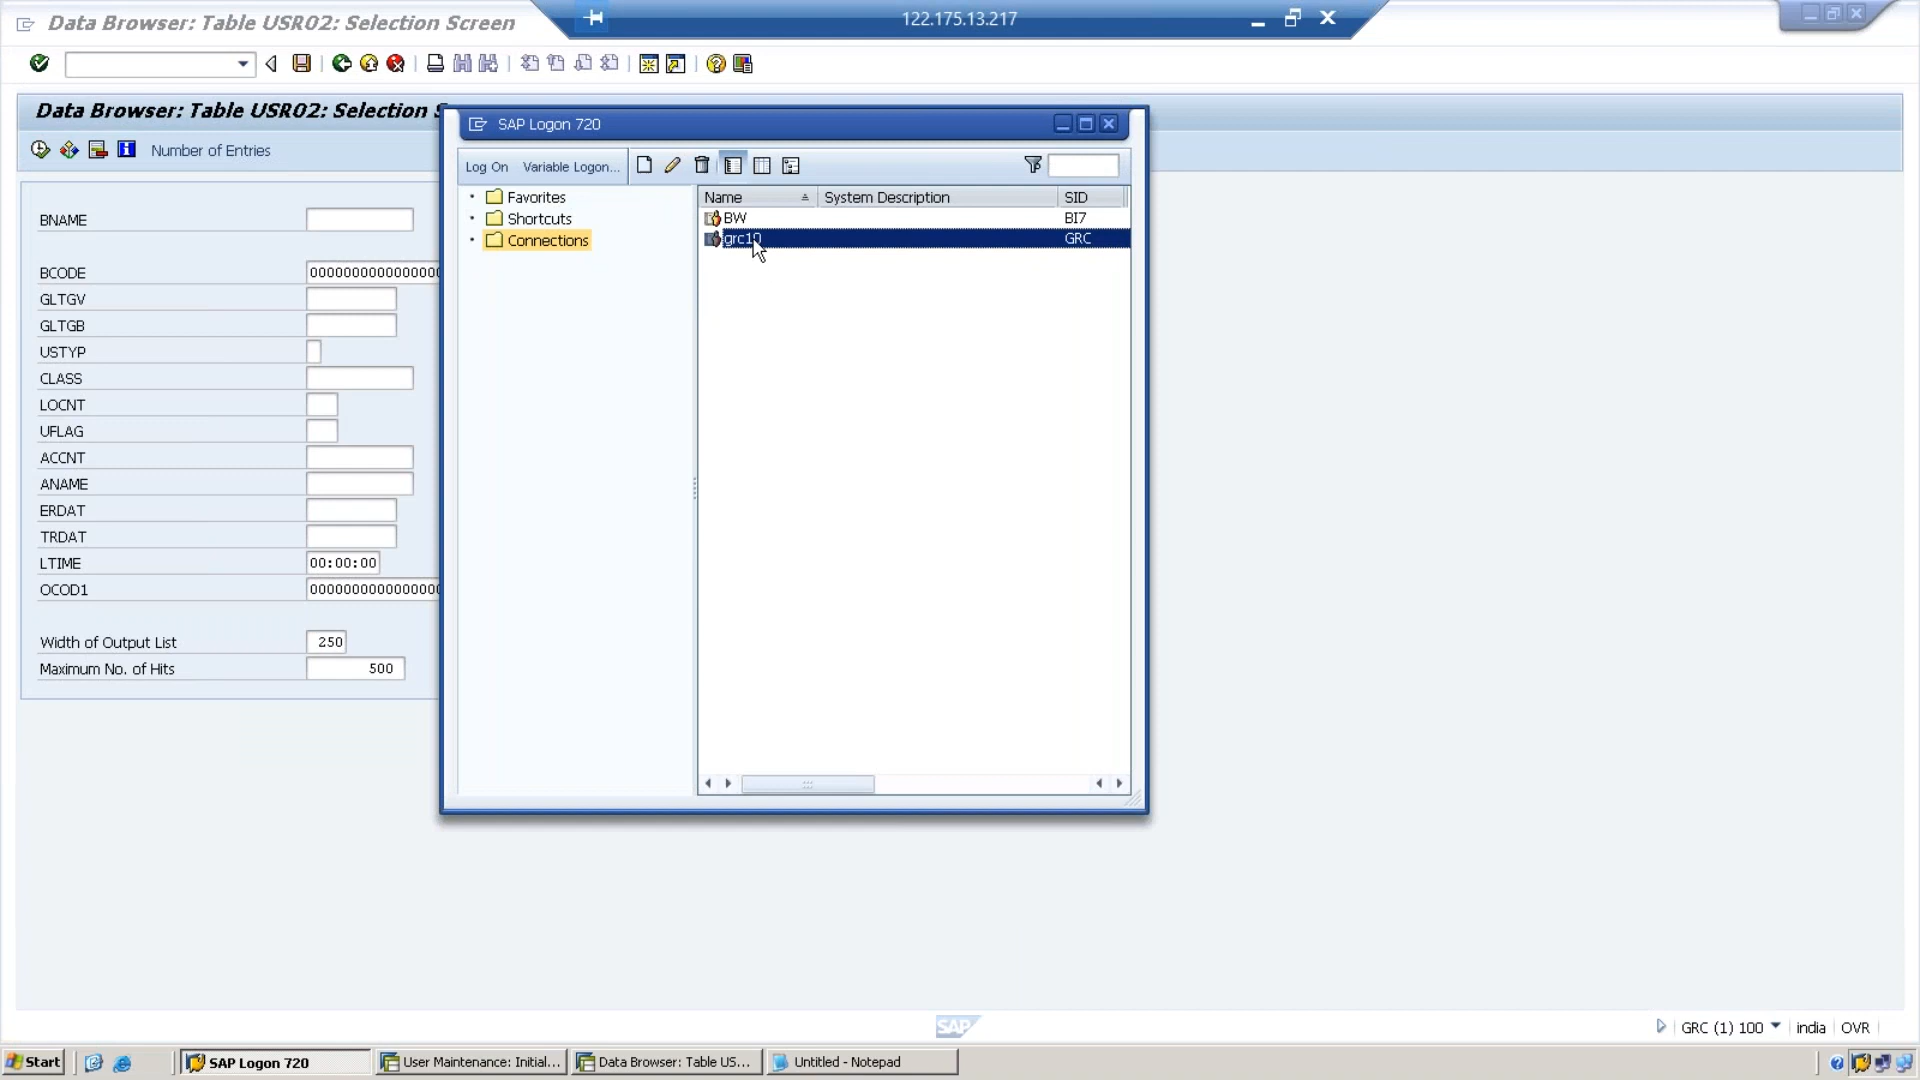 Data Browser: Table USR02: Selection Screen
122.175.13.217
Data Browser: Table USR02: Selection S
Number of Entries
SAP Logon 720
Log On Variable Logon...
Favorites
Shortcuts
Connections
Name System Description SID
BW BI7
grc10 GRC
BNAME
BCODE 0000000000000000
GLTGV
GLTGB
USTYP
CLASS
LOCNT
UFLAG
ACCNT
ANAME
ERDAT
TRDAT
LTIME 00:00:00
OCOD1 0000000000000000
Width of Output List 250
Maximum No. of Hits 500
SAP
GRC (1) 100 india OVR
Start SAP Logon 720 User Maintenance: Initial... Data Browser: Table US... Untitled - Notepad